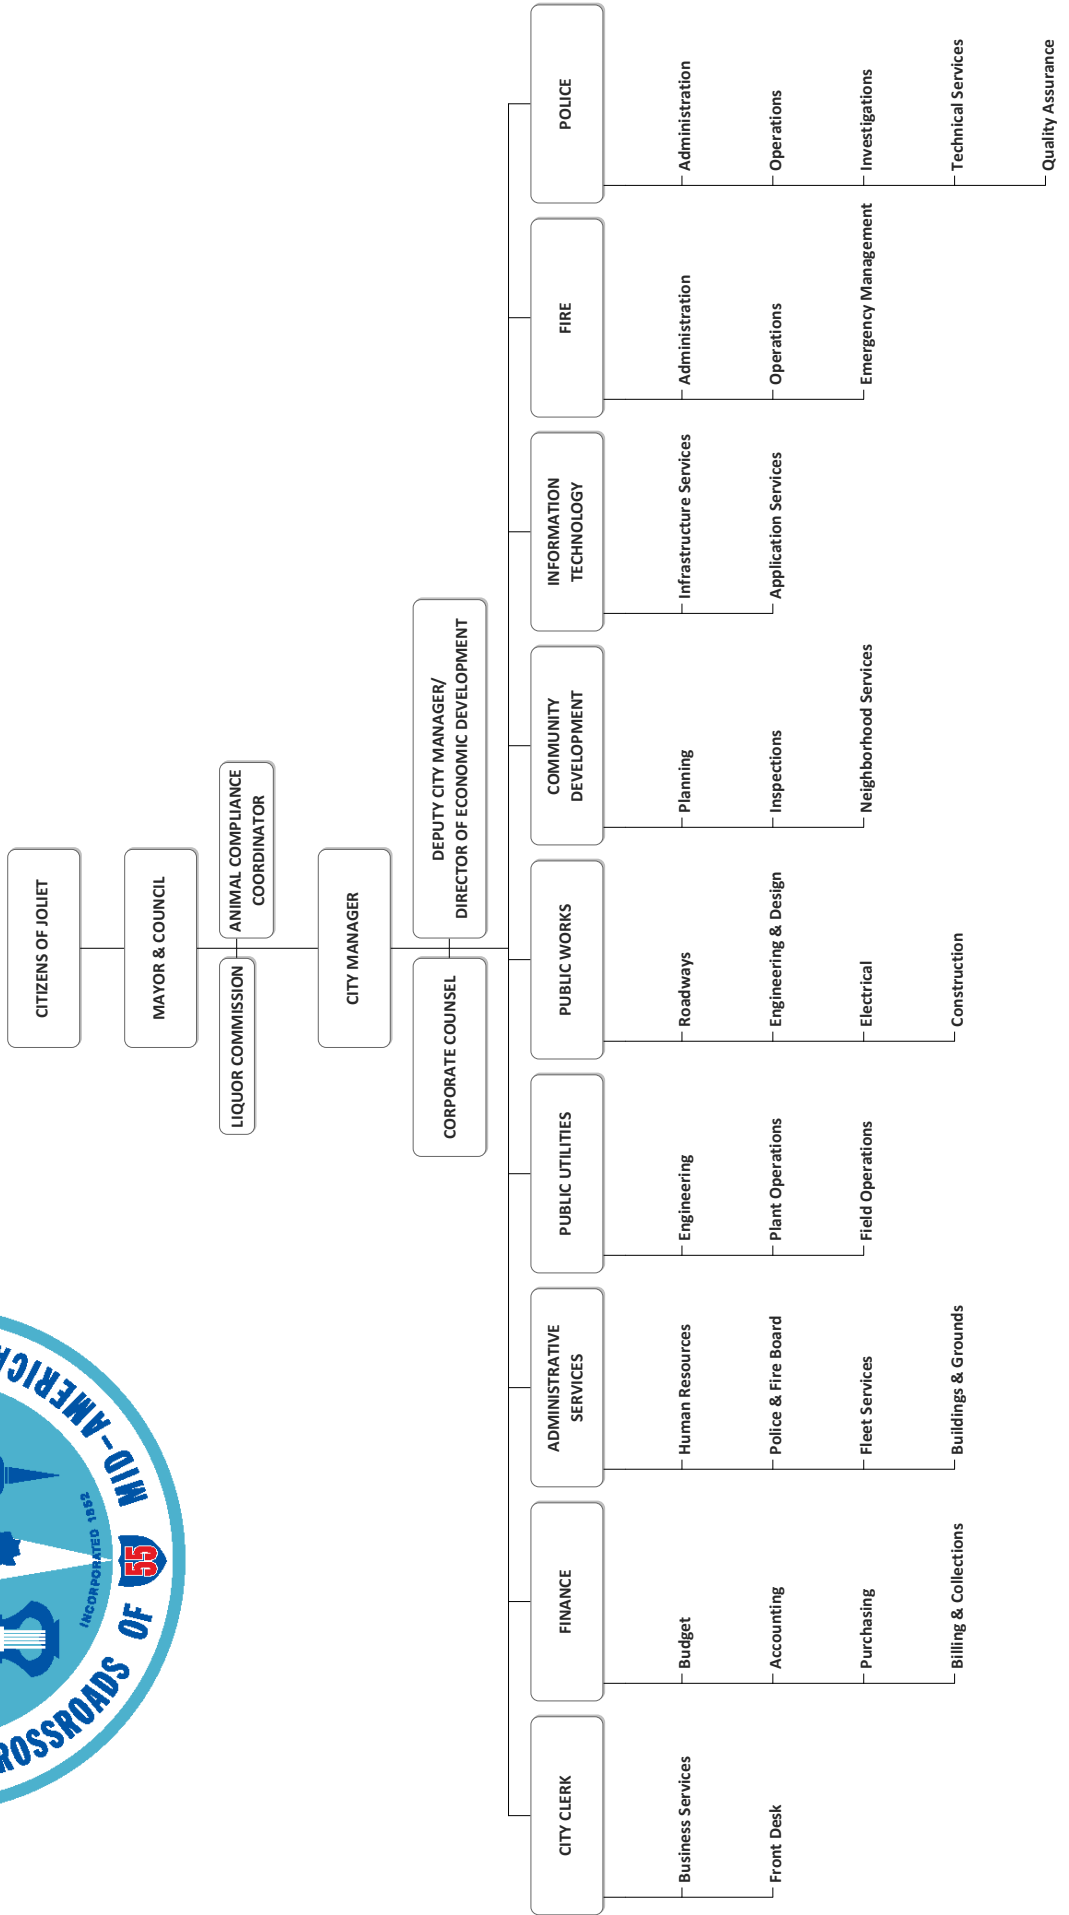 CROSSROADS OF 55 MID-AMERICA
INCORPORATED 1852
CITIZENS OF JOLIET
MAYOR & COUNCIL
LIQUOR COMMISSION
ANIMAL COMPLIANCE
COORDINATOR
CITY MANAGER
CORPORATE COUNSEL
DEPUTY CITY MANAGER/
DIRECTOR OF ECONOMIC DEVELOPMENT
CITY CLERK
Business Services
Front Desk
FINANCE
Budget
Accounting
Purchasing
Billing & Collections
ADMINISTRATIVE
SERVICES
Human Resources
Police & Fire Board
Fleet Services
Buildings & Grounds
PUBLIC UTILITIES
Engineering
Plant Operations
Field Operations
PUBLIC WORKS
Roadways
Engineering & Design
Electrical
Construction
COMMUNITY
DEVELOPMENT
Planning
Inspections
Neighborhood Services
INFORMATION
TECHNOLOGY
Infrastructure Services
Application Services
FIRE
Administration
Operations
Emergency Management
POLICE
Administration
Operations
Investigations
Technical Services
Quality Assurance